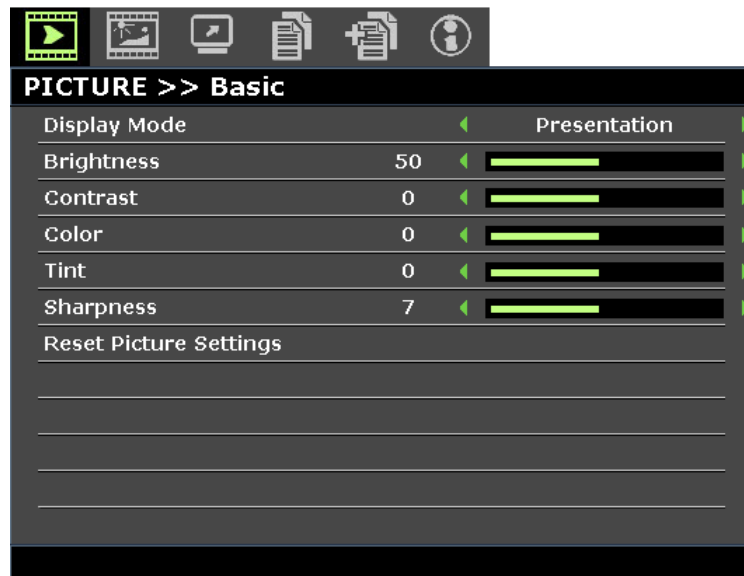 PICTURE >> Basic
Display Mode Presentation
Brightness 50
Contrast 0
Color 0
Tint 0
Sharpness 7
Reset Picture Settings